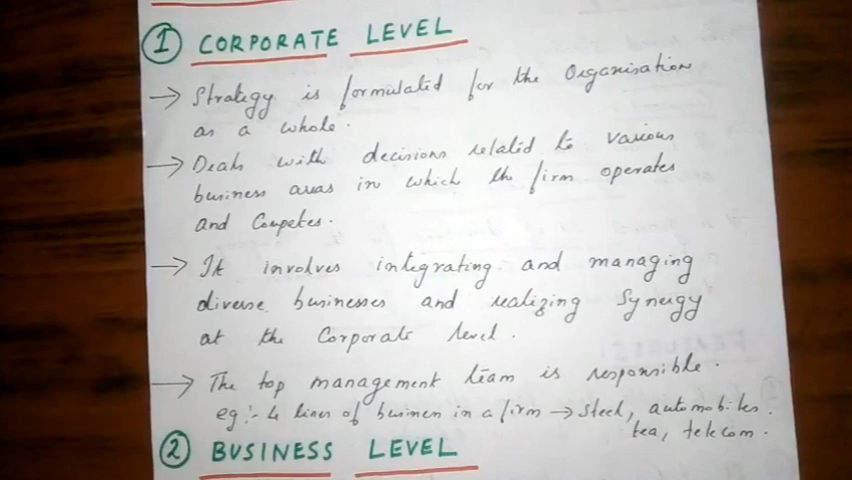 ① CORPORATE LEVEL
→ Strategy is formulated for the Organisation
as a whole.
→ Deals with decisions related to various
business areas in which the firm operates
and Competes.
→ It involves integrating and managing
diverse businesses and realizing Synergy
at the Corporate level.
→ The top management team is responsible.
eg :- 4 lines of business in a firm → Steel, automobiles.
tea, telecom.
② BUSINESS LEVEL